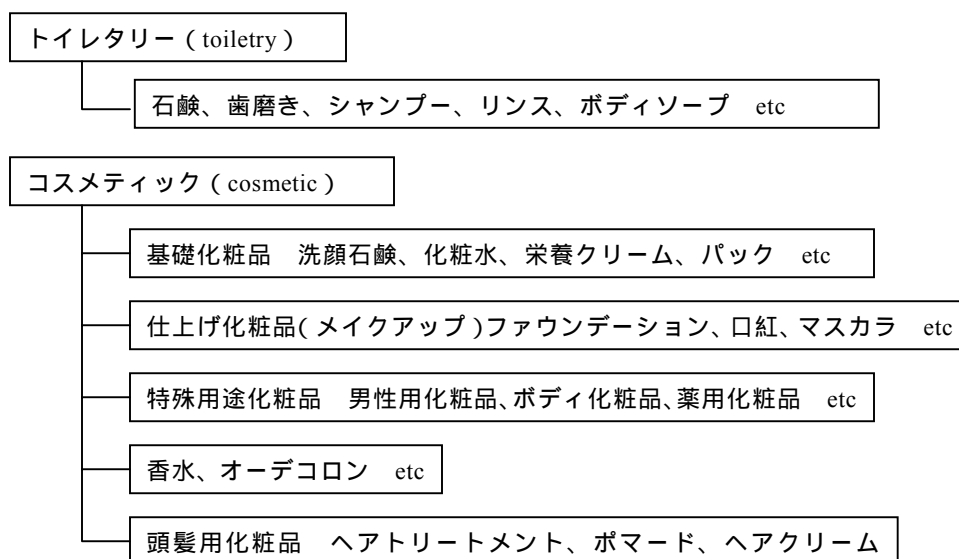 トイレタリー（toiletry）
石鹸、歯磨き、シャンプー、リンス、ボディソープ　etc
コスメティック（cosmetic）
基礎化粧品　洗顔石鹸、化粧水、栄養クリーム、パック　etc
仕上げ化粧品(メイクアップ)ファウンデーション、口紅、マスカラ　etc
特殊用途化粧品　男性用化粧品、ボディ化粧品、薬用化粧品　etc
香水、オーデコロン　etc
頭髪用化粧品　ヘアトリートメント、ポマード、ヘアクリーム